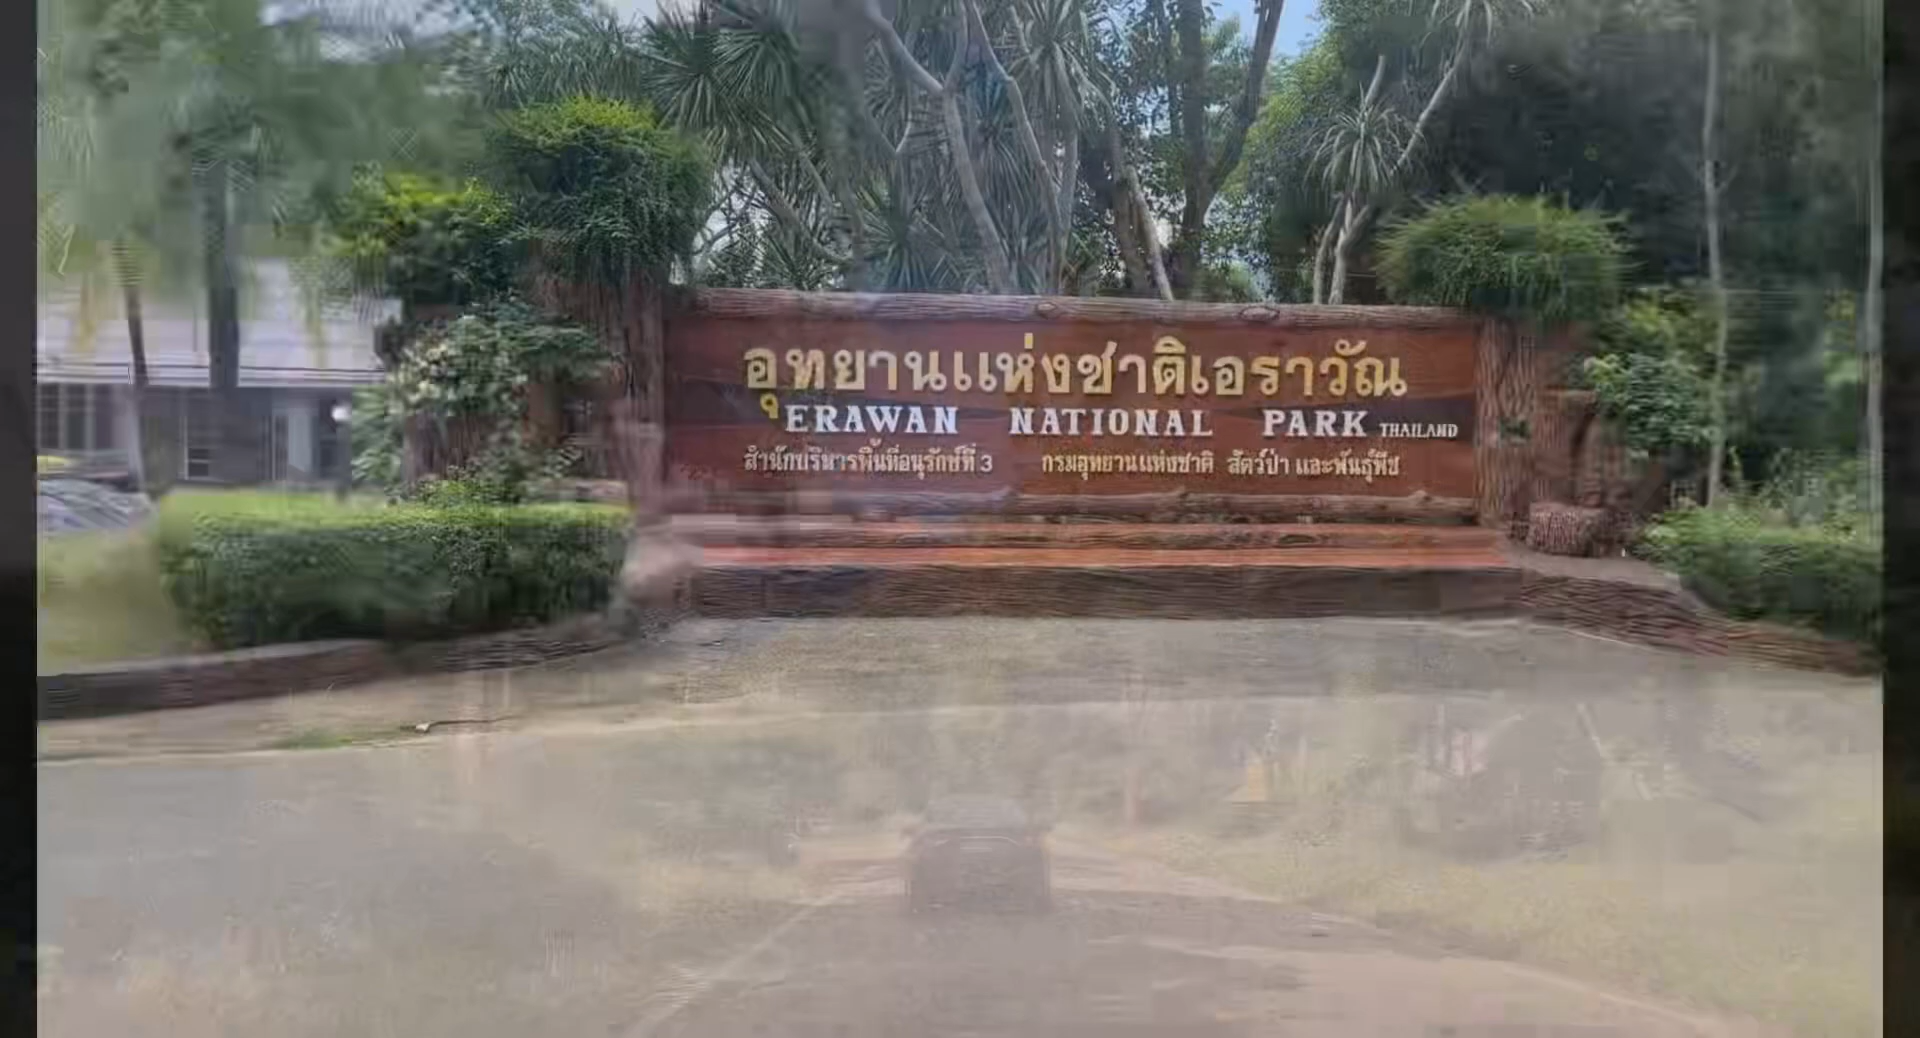 อุทยานแห่งชาติเอราวัณ
ERAWAN NATIONAL PARK THAILAND
สำนักบริหารพื้นที่อนุรักษ์ที่ 3 กรมอุทยานแห่งชาติ สัตว์ป่า และพันธุ์พืช